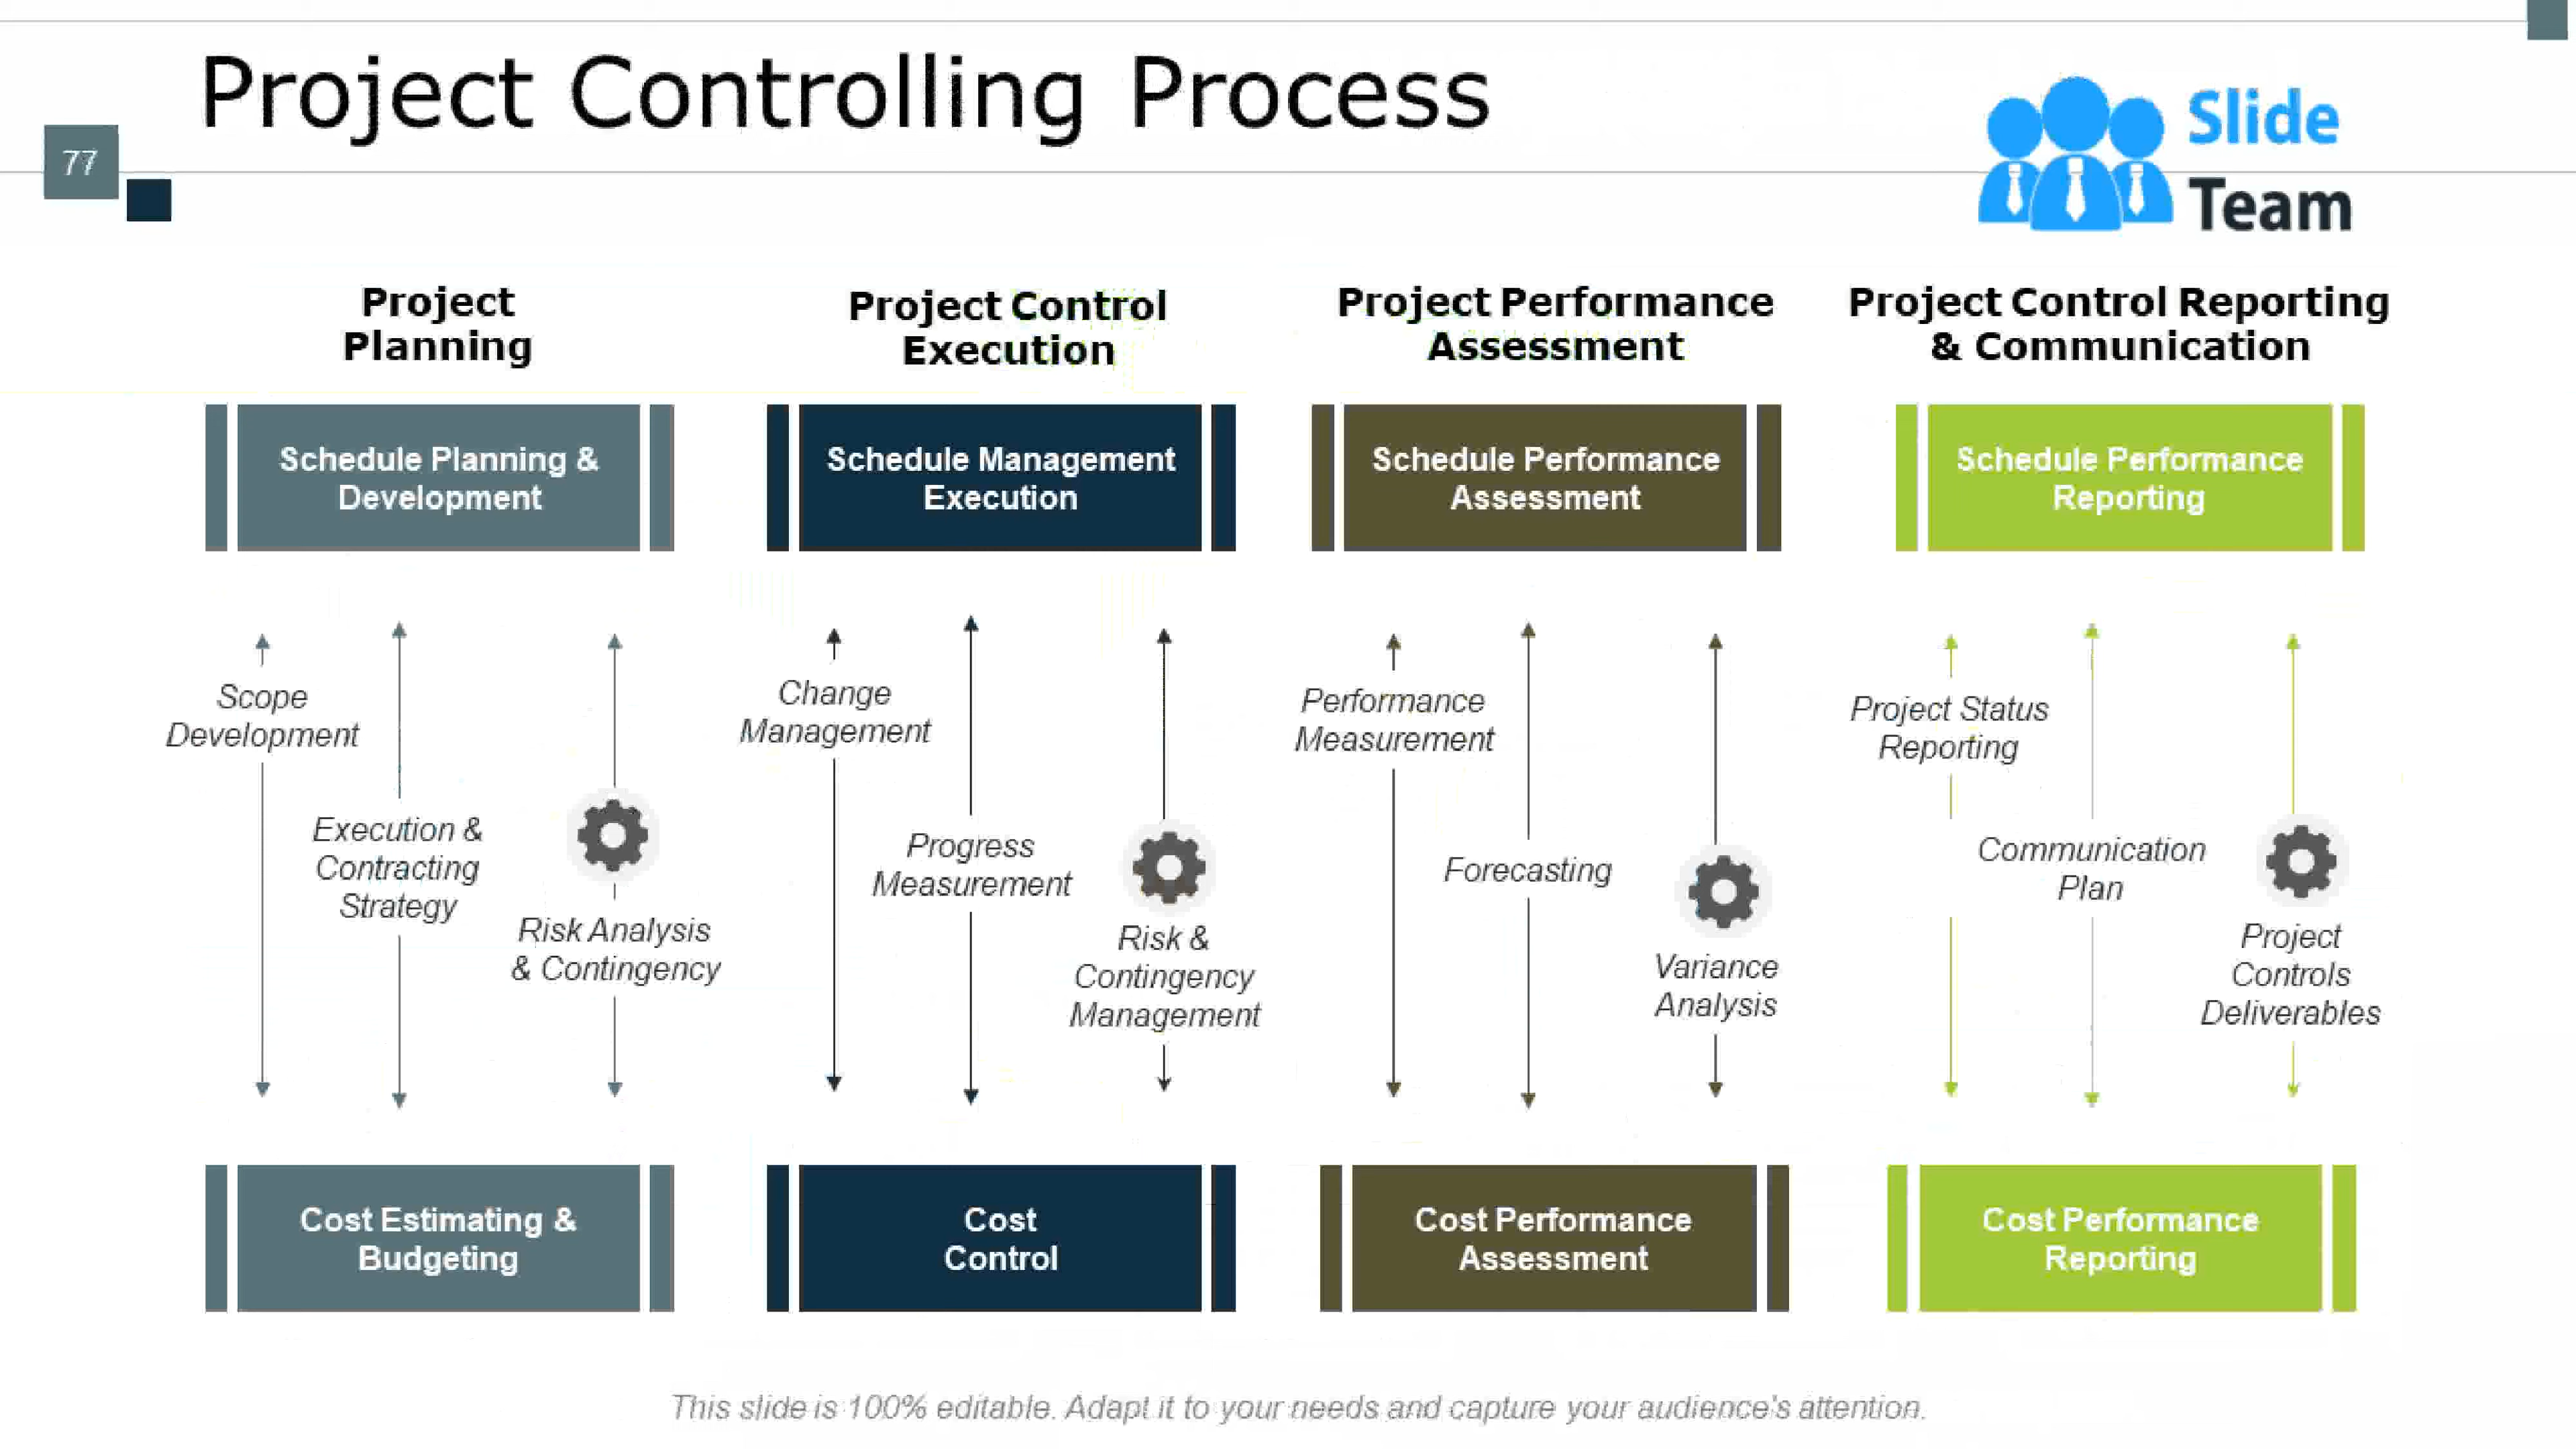 Project Controlling Process
77
Slide
Team
Project
Planning
Project Control
Execution
Project Performance
Assessment
Project Control Reporting
& Communication
Schedule Planning &
Development
Schedule Management
Execution
Schedule Performance
Assessment
Schedule Performance
Reporting
Scope
Development
Execution &
Contracting
Strategy
Risk Analysis
& Contingency
Change
Management
Progress
Measurement
Risk &
Contingency
Management
Performance
Measurement
Forecasting
Variance
Analysis
Project Status
Reporting
Communication
Plan
Project
Controls
Deliverables
Cost Estimating &
Budgeting
Cost
Control
Cost Performance
Assessment
Cost Performance
Reporting
This slide is 100% editable. Adapt it to your needs and capture your audience's attention.